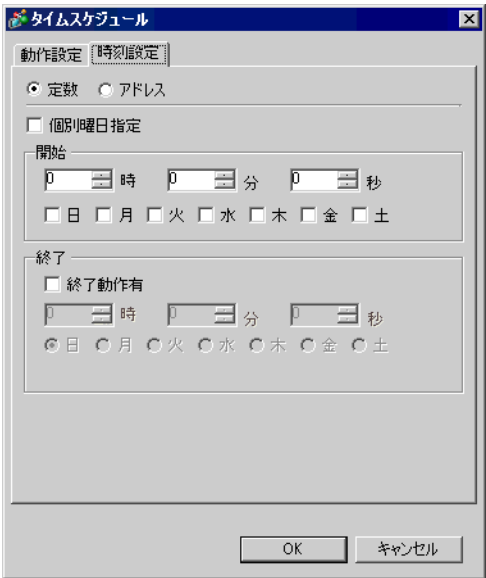 タイムスケジュール
動作設定 時刻設定
定数 アドレス
個別曜日指定
開始
0 時 0 分 0 秒
日 月 火 水 木 金 土
終了
終了動作有
0 時 0 分 0 秒
日 月 火 水 木 金 土
OK キャンセル